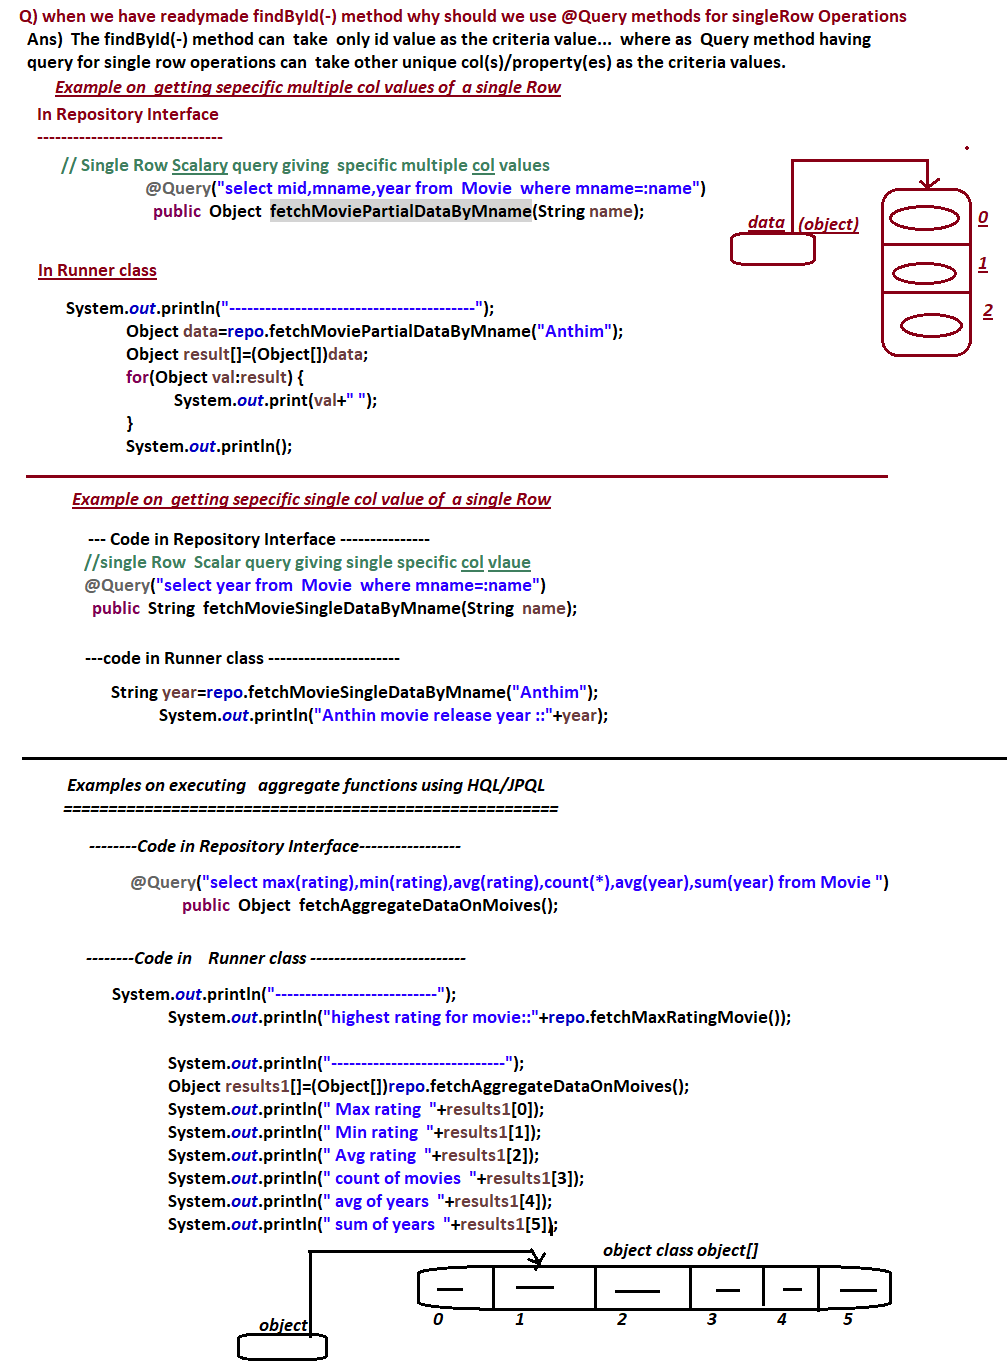 Q) when we have readymade findById(-) method why should we use @Query methods for singleRow Operations
Ans)  The findById(-) method can  take  only id value as the criteria value...  where as  Query method having
query for single row operations can  take other unique col(s)/property(es) as the criteria values.
Example on  getting sepecific multiple col values of  a single Row
In Repository Interface
-------------------------------
// Single Row Scalary query giving  specific multiple col values
@Query("select mid,mname,year from  Movie  where mname=:name")
public  Object  fetchMoviePartialDataByMname(String name);
data  (object)
0
1
2
In Runner class
System.out.println("-----------------------------------------");
Object data=repo.fetchMoviePartialDataByMname("Anthim");
Object result[]=(Object[])data;
for(Object val:result) {
System.out.print(val+" ");
}
System.out.println();
Example on  getting sepecific single col value of  a single Row
--- Code in Repository Interface ---------------
//single Row  Scalar query giving single specific col vlaue
@Query("select year from  Movie  where mname=:name")
public  String  fetchMovieSingleDataByMname(String  name);
---code in Runner class ----------------------
String year=repo.fetchMovieSingleDataByMname("Anthim");
System.out.println("Anthin movie release year ::"+year);
Examples on executing   aggregate functions using HQL/JPQL
=======================================================
--------Code in Repository Interface-----------------
@Query("select max(rating),min(rating),avg(rating),count(*),avg(year),sum(year) from Movie ")
public  Object  fetchAggregateDataOnMoives();
--------Code in   Runner class --------------------------
System.out.println("---------------------------");
System.out.println("highest rating for movie::"+repo.fetchMaxRatingMovie());
System.out.println("-----------------------------");
Object results1[]=(Object[])repo.fetchAggregateDataOnMoives();
System.out.println(" Max rating  "+results1[0]);
System.out.println(" Min rating  "+results1[1]);
System.out.println(" Avg rating  "+results1[2]);
System.out.println(" count of movies  "+results1[3]);
System.out.println(" avg of years  "+results1[4]);
System.out.println(" sum of years  "+results1[5]);
object class object[]
0 1 2 3 4 5
object